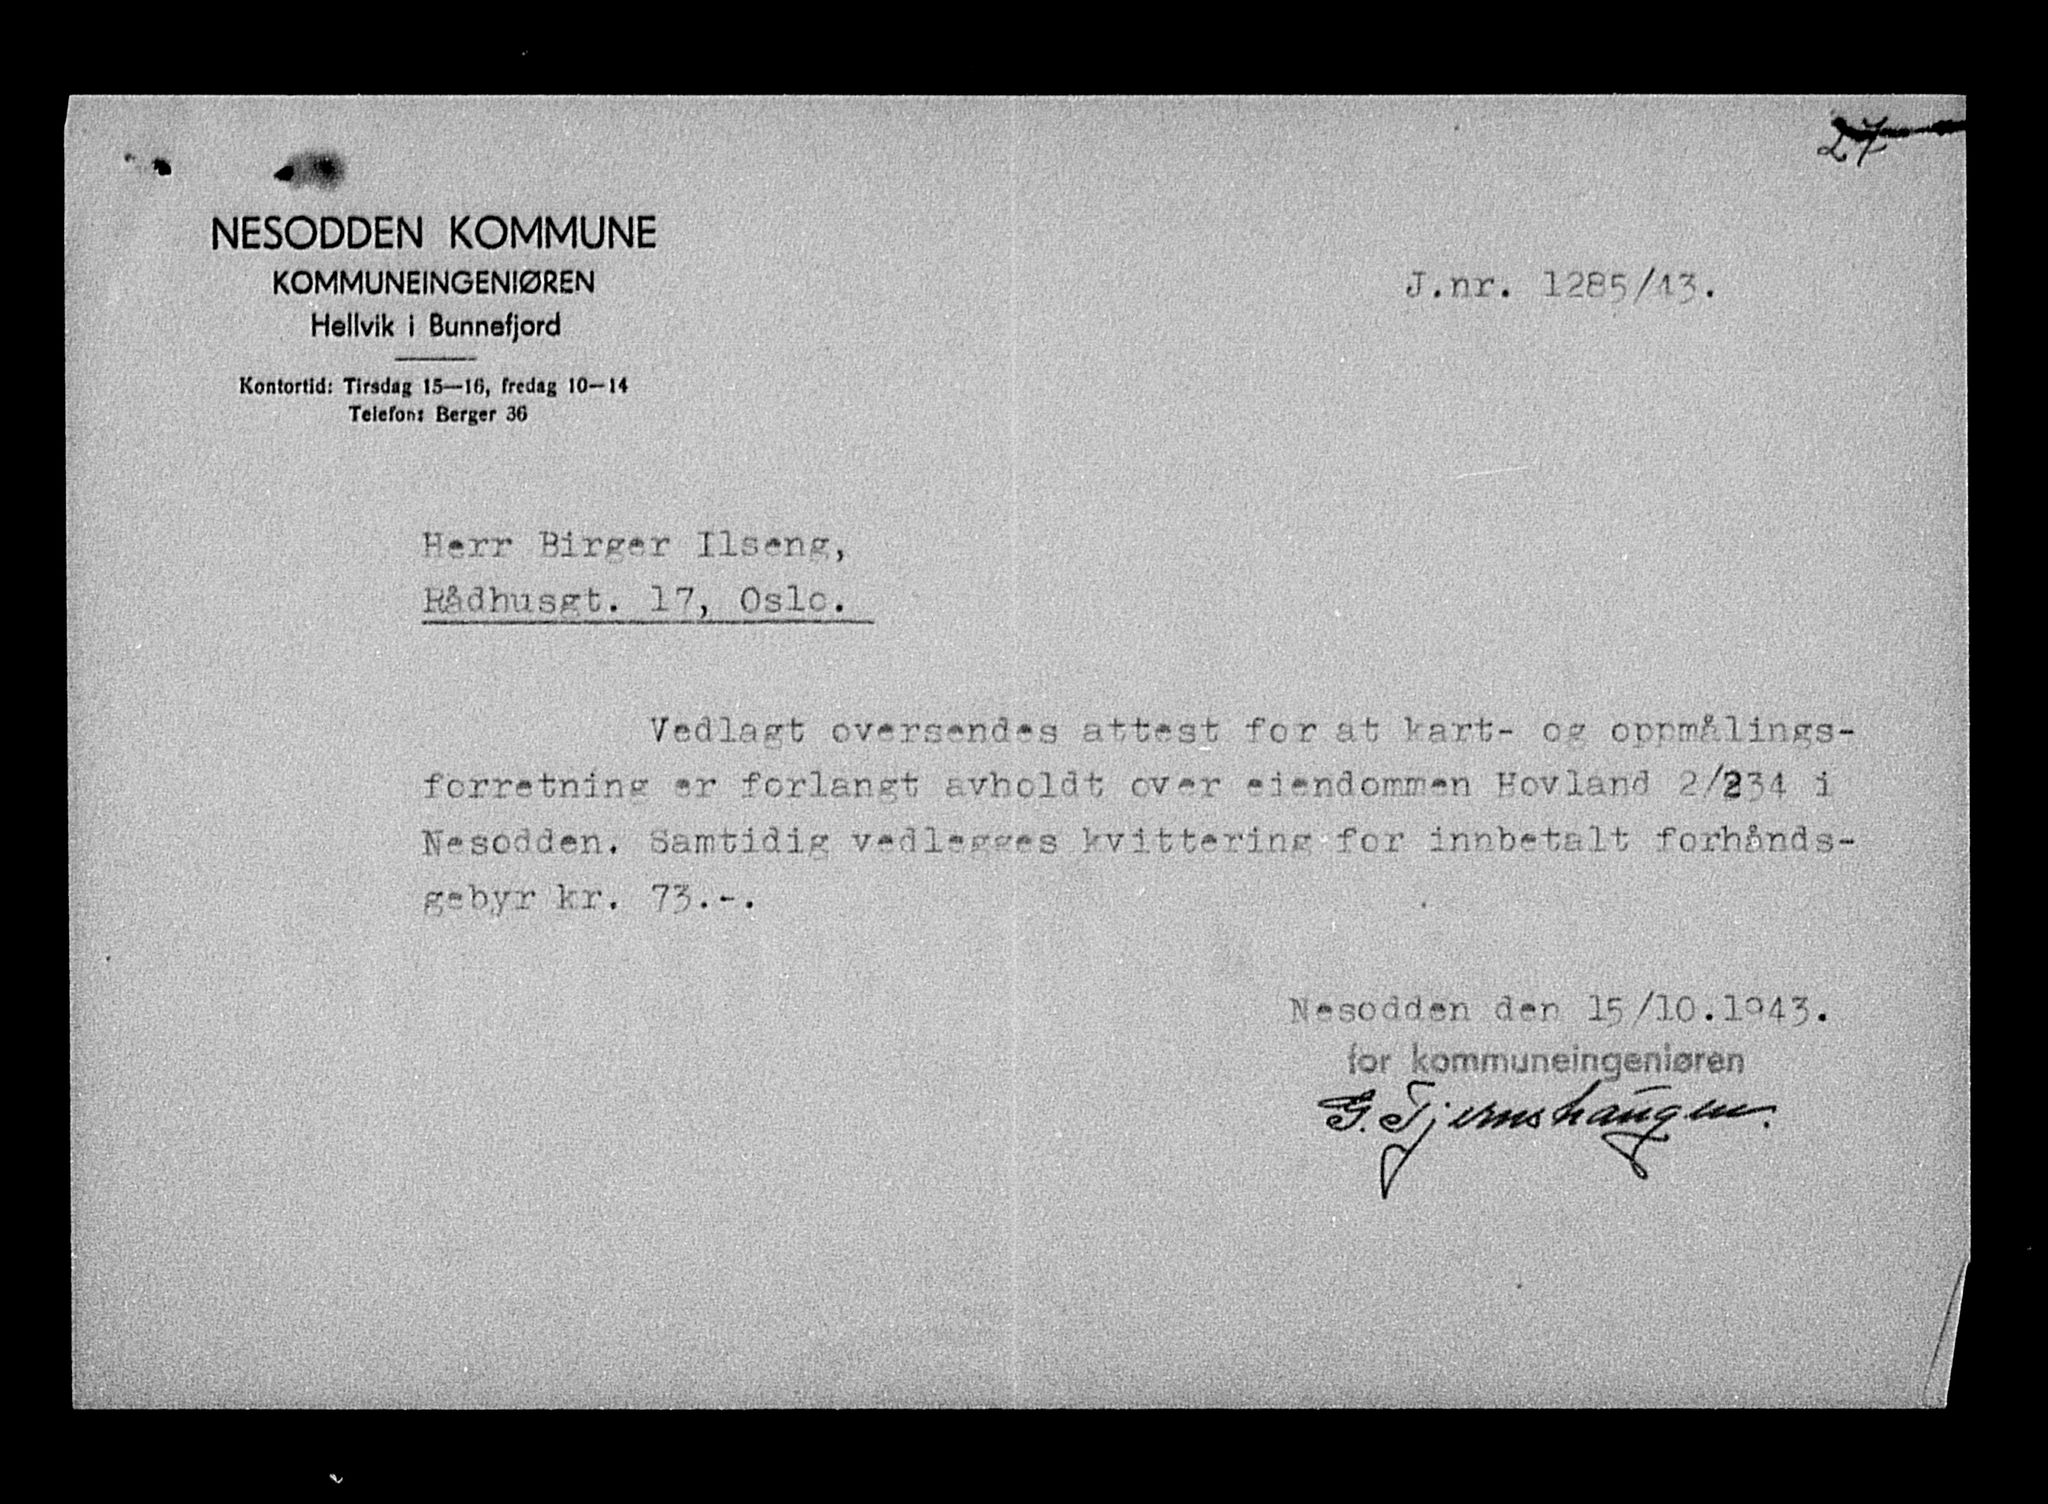 27
NESODDEN KOMMUNE
KOMMUNEINGENIØREN
Hellvik i Bunnefjord
Kontortid: Tirsdag 15—16, fredag 10—14
Telefon: Berger 36
J.nr. 1285/43.
Herr Birger Ilseng,
Rådhusgt. 17, Oslo.
Vedlagt oversendes attest for at kart- og oppmålings-
forretning er forlangt avholdt over eiendommen Hovland 2/234 i
Nesodden. Samtidig vedlegges kvittering for innbetalt forhånds-
gebyr kr. 73.-.
Nesodden den 15/10.1943.
for kommuneingeniøren
G. Tjernshaugen.